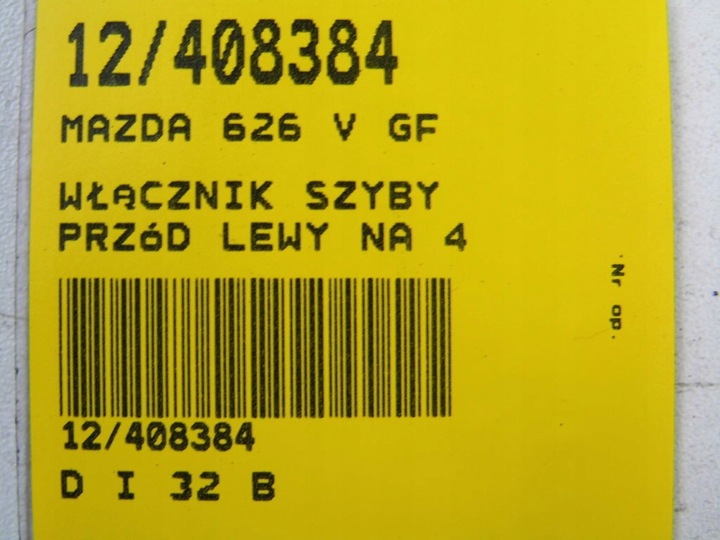 12/408384
MAZDA 626 V GF
WŁĄCZNIK SZYBY
PRZóD LEWY NA 4
12/408384
D I 32 B
Nr op.